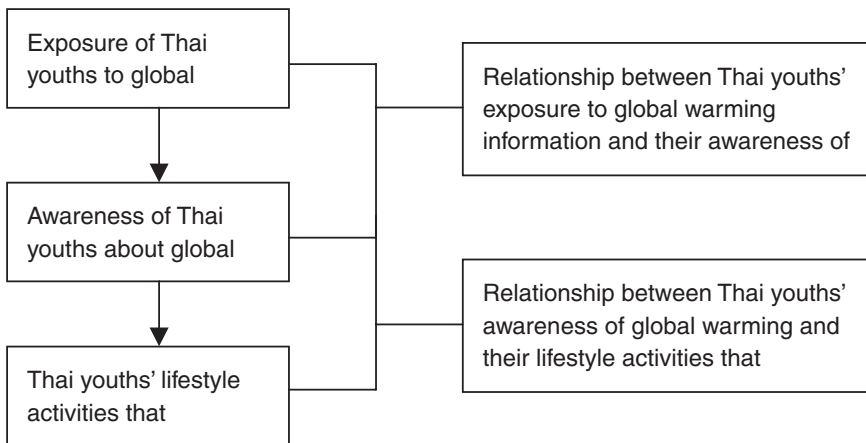 Exposure of Thai
youths to global
Relationship between Thai youths’
exposure to global warming
information and their awareness of
Awareness of Thai
youths about global
Relationship between Thai youths’
awareness of global warming and
their lifestyle activities that
Thai youths’ lifestyle
activities that